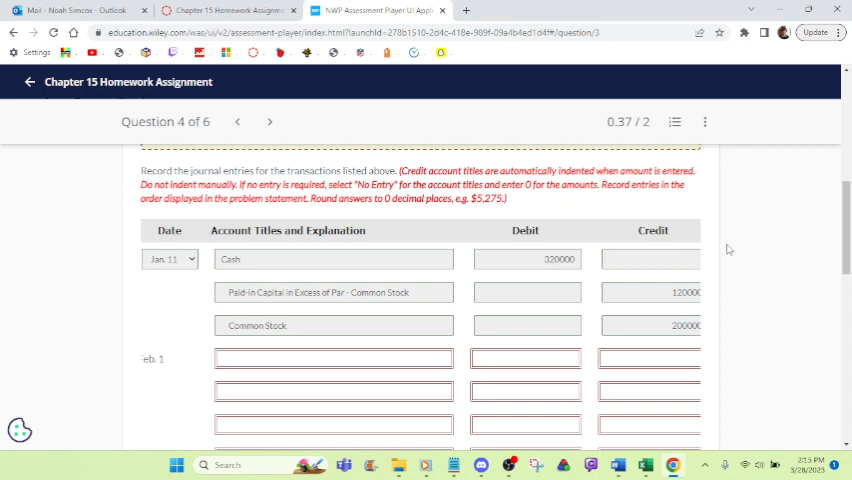 Mail - Noah Simcox - Outlook
Chapter 15 Homework Assignm
NWP Assessment Player UI Appli
education.wiley.com/was/ui/v2/assessment-player/index.html?launchId=278b1510-2d4c-418e-989f-09a4b4ed1d4f#/question/3
Update
Settings
Chapter 15 Homework Assignment
Question 4 of 6
0.37 / 2
Record the journal entries for the transactions listed above. (Credit account titles are automatically indented when amount is entered.
Do not indent manually. If no entry is required, select "No Entry" for the account titles and enter 0 for the amounts. Record entries in the
order displayed in the problem statement. Round answers to 0 decimal places, e.g. $5,275.)
Date Account Titles and Explanation Debit Credit
Jan. 11 Cash 320000
Paid-in Capital in Excess of Par - Common Stock 120000
Common Stock 200000
Feb. 1
Search
2:15 PM
3/28/2023